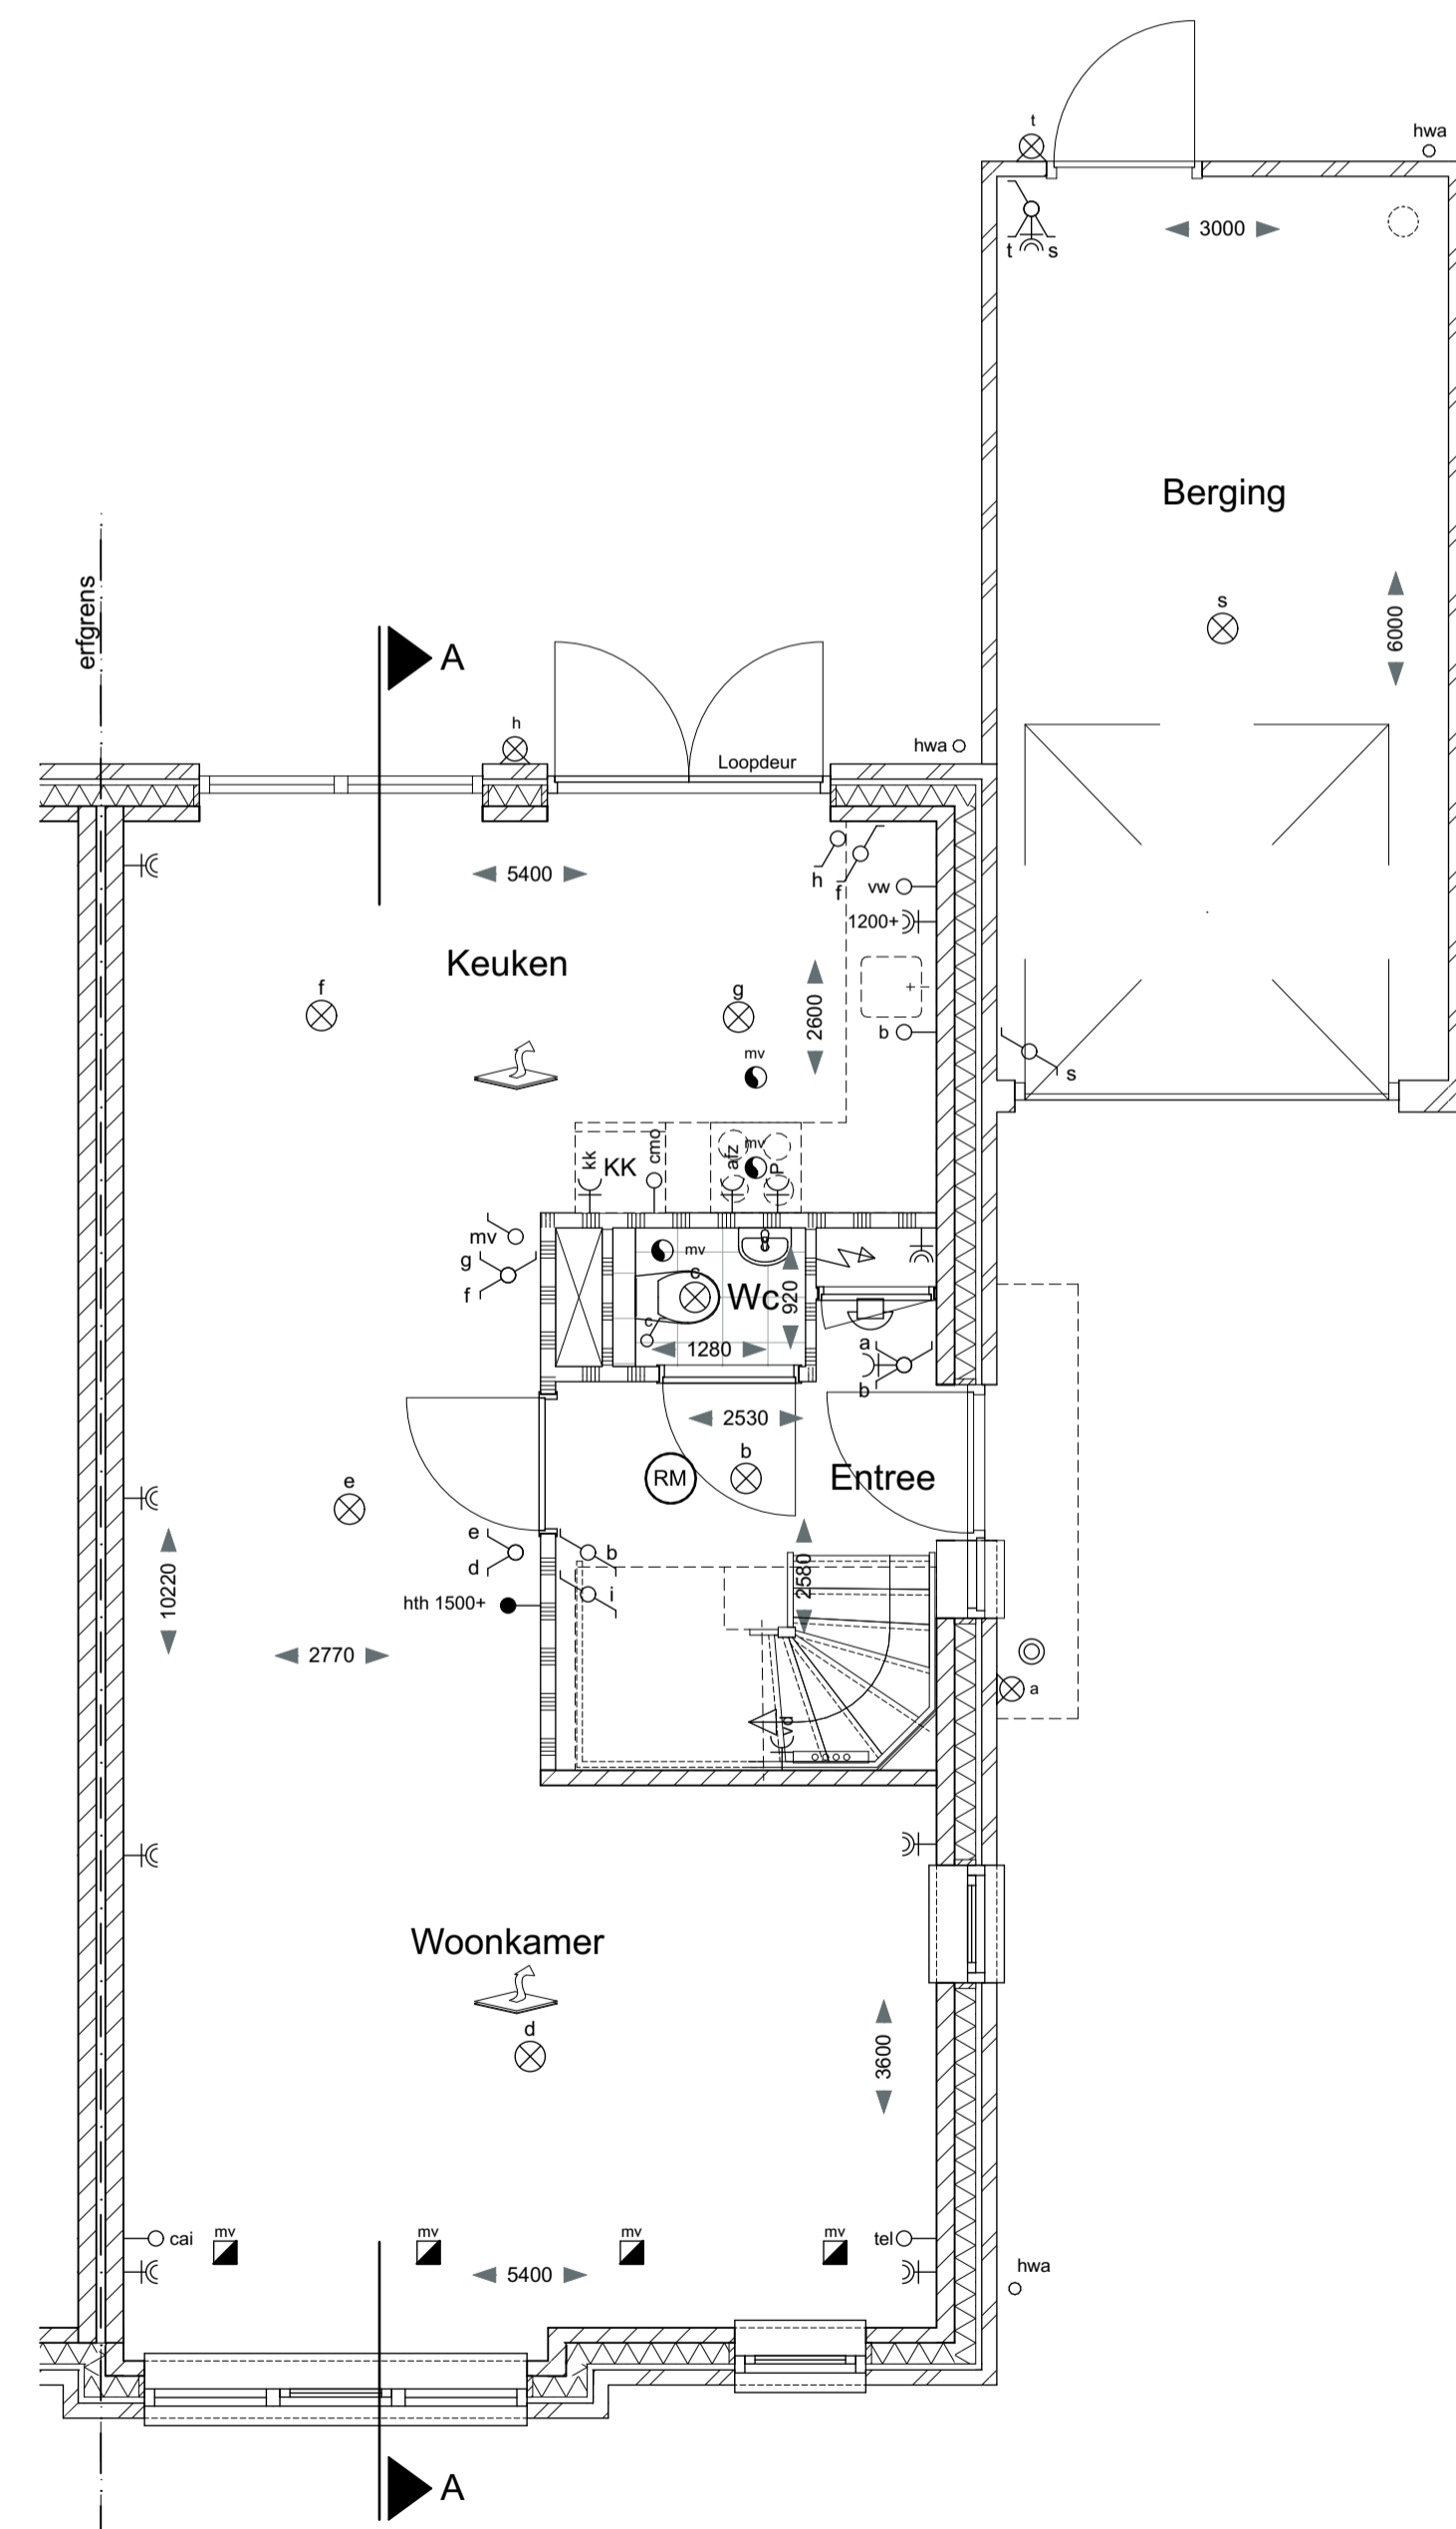 t
hwa
3000
t s
Berging
s
6000
erfgrens
A
h
Loopdeur
hwa
5400
h
f
vw
1200+
Keuken
f
g
2600
b
mv
s
kk
KK
cmo
afz
mv
P
mv
g
f
mv
c
Wc
920
c
1280
a
b
2530
b
RM
Entree
e
e
d
b
2580
i
10220
hth 1500+
2770
a
vd
Woonkamer
d
3600
cai
mv
mv
mv
mv
tel
5400
hwa
A